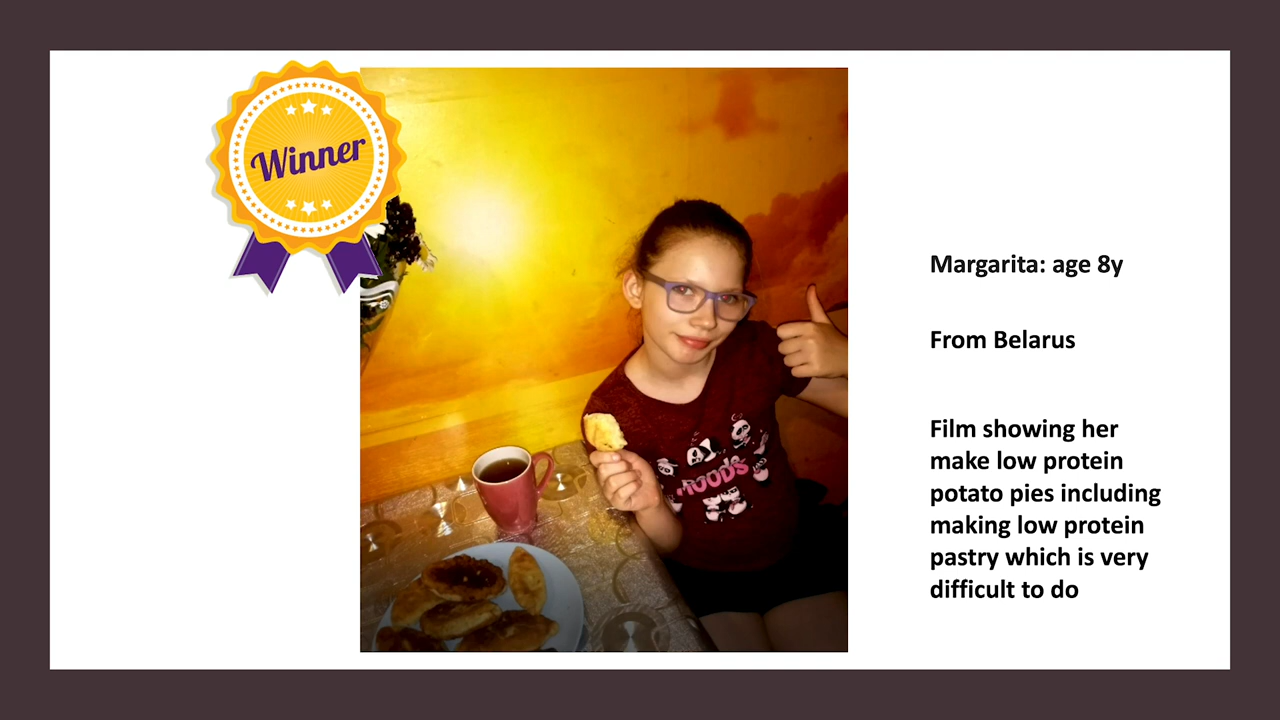 Winner
Margarita: age 8y
From Belarus
Film showing her
make low protein
potato pies including
making low protein
pastry which is very
difficult to do
MOODS